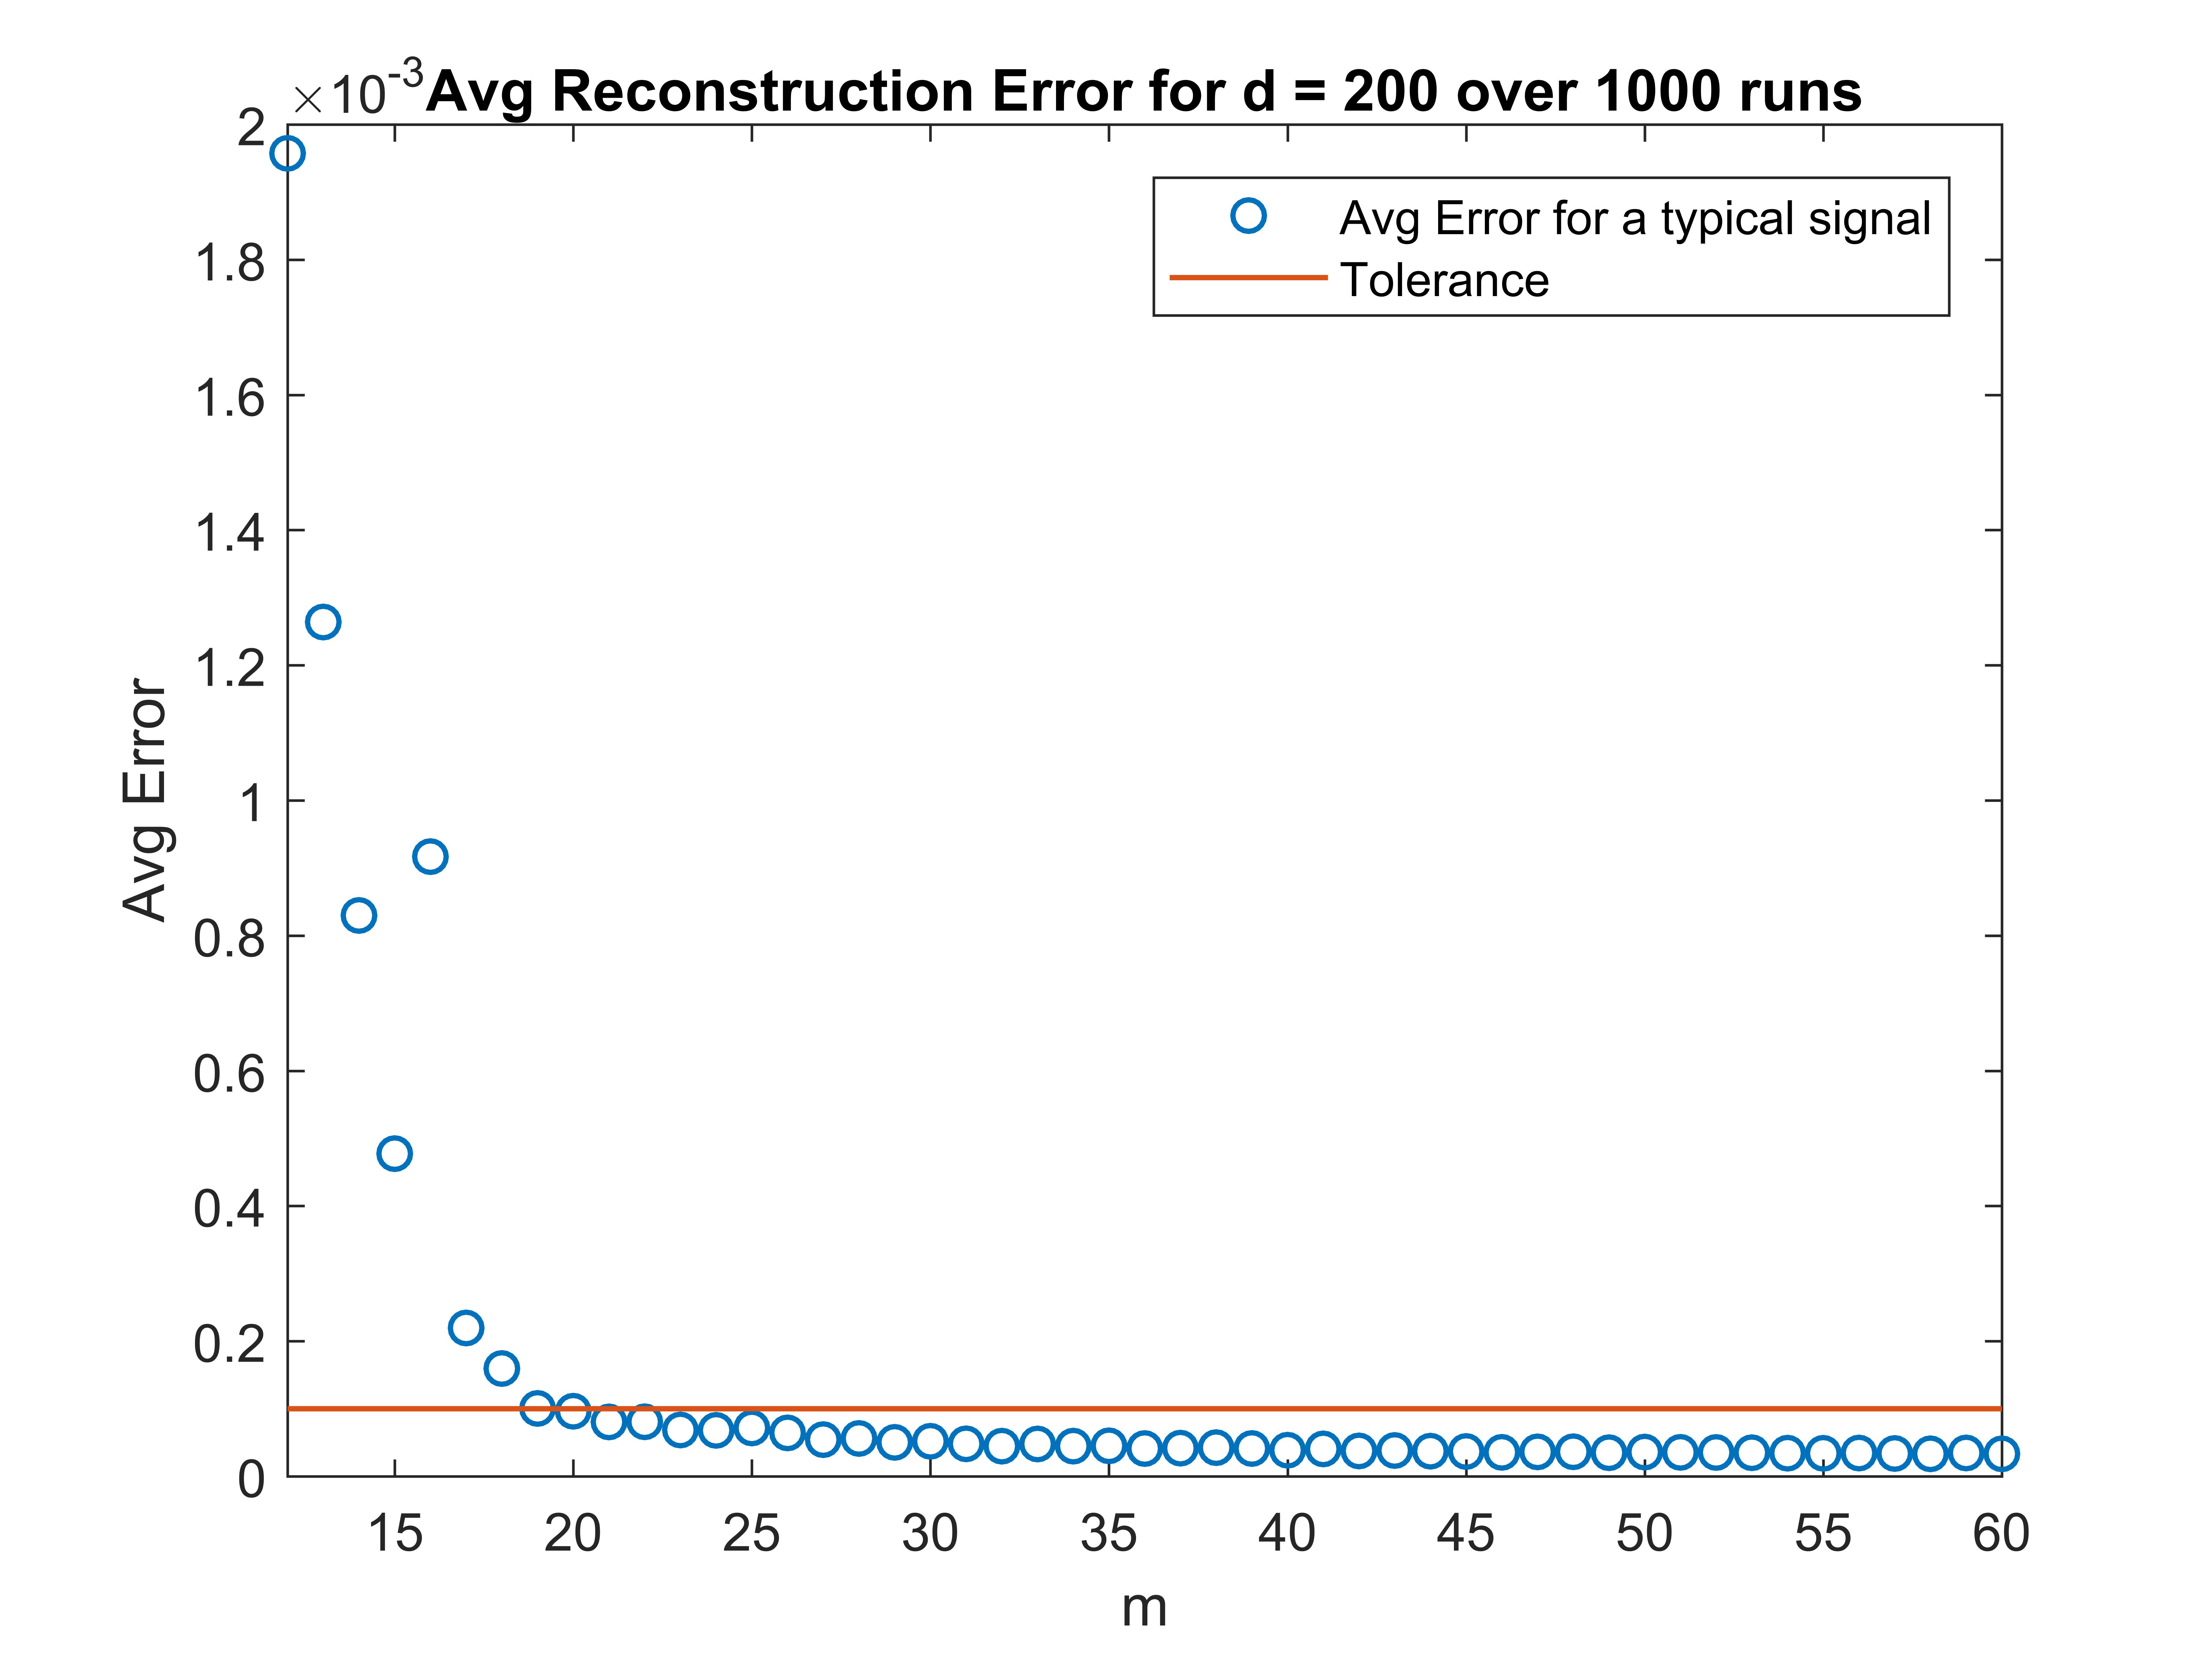 ×10-3
Avg Reconstruction Error for d = 200 over 1000 runs
2
1.8
1.6
1.4
1.2
1
0.8
0.6
0.4
0.2
0
Avg Error
Avg Error for a typical signal
Tolerance
15 20 25 30 35 40 45 50 55 60
m